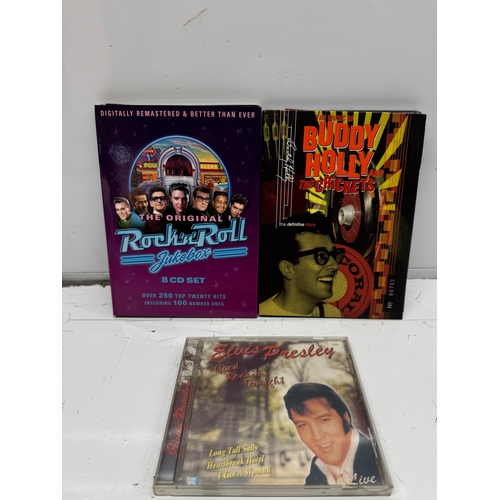 DIGITALLY REMASTERED & BETTER THAN EVER
THE ORIGINAL
Rock 'n' Roll
Jukebox
8 CD SET
OVER 250 TOP TWENTY HITS
INCLUDING 100 NUMBER ONES
BUDDY
HOLLY
THE CRICKETS
the definitive story
Elvis Presley
Good
Rockin'
Tonight
Long Tall Sally
Heartbreak Hotel
I Got A Woman
Live
Elvis Presley